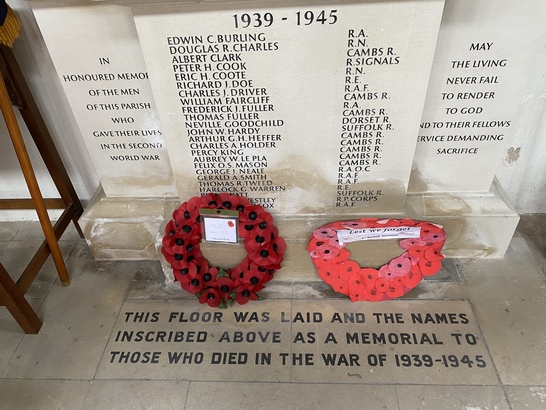 1939 - 1945
IN
HONOURED
OF THE MEN
OF THIS PARISH
WHO
GAVE THEIR LIVES
IN THE SECOND
WORLD WAR
EDWIN C. BURLING R.A.
DOUGLAS R. CHARLES R.N.
ALBERT CLARK CAMBS R.
PETER H. COOK R.SIGNALS
ERIC H. COOTE R.N.
RICHARD J. DOE R.E.
CHARLES J. DRIVER R.A.F.
WILLIAM FAIRCLIFF CAMBS R.
FREDERICK J. FULLER R.A.
THOMAS FULLER CAMBS R.
NEVILLE GOODCHILD DORSET R.
JOHN W. HARDY SUFFOLK R.
ARTHUR G. H. HEFFER CAMBS R.
CHARLES A. HOLDER CAMBS R.
PERCY KING CAMBS R.
AUBREY W. LE PLA CAMBS R.
FELIX O.S. MASON R.A.O.C
GEORGE J. NEALE R.A.F.
GERALD A. SMITH R.A.F.
THOMAS R. TWEED R.E.
HARLOCK G. WARREN SUFFOLK R.
R.P. CORPS
R.A.F.
MAY
THE LIVING
NEVER FAIL
TO RENDER
TO GOD
AND TO THEIR FELLOWS
SERVICE DEMANDING
SACRIFICE
Lest we forget
THIS FLOOR WAS LAID AND THE NAMES
INSCRIBED ABOVE AS A MEMORIAL TO
THOSE WHO DIED IN THE WAR OF 1939-1945